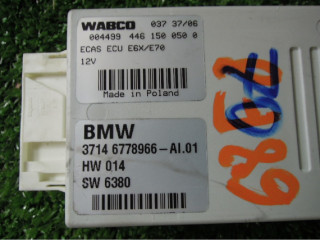 WABCO 037 37/06
004499 446 150 050 0
ECAS ECU E6X/E70
12V
Made in Poland
BMW
3714 6778966-AI.01
HW 014
SW 6380